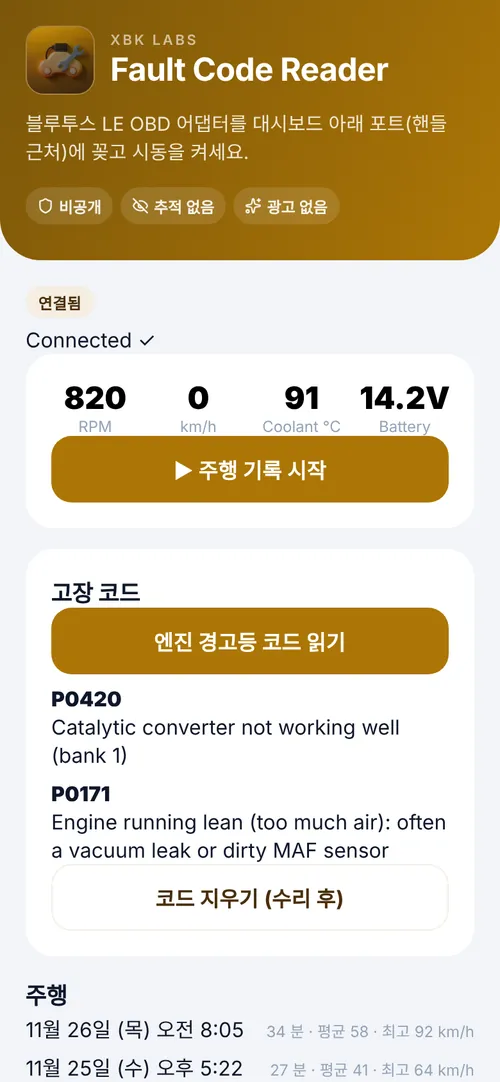 XBK LABS
Fault Code Reader
블루투스 LE OBD 어댑터를 대시보드 아래 포트(핸들
근처)에 꽂고 시동을 켜세요.
비공개 추적 없음 광고 없음
연결됨
Connected ✓
820 0 91 14.2V
RPM km/h Coolant °C Battery
▶ 주행 기록 시작
고장 코드
엔진 경고등 코드 읽기
P0420
Catalytic converter not working well
(bank 1)
P0171
Engine running lean (too much air): often
a vacuum leak or dirty MAF sensor
코드 지우기 (수리 후)
주행
11월 26일 (목) 오전 8:05 34 분 · 평균 58 · 최고 92 km/h
11월 25일 (수) 오후 5:22 27 분 · 평균 41 · 최고 64 km/h